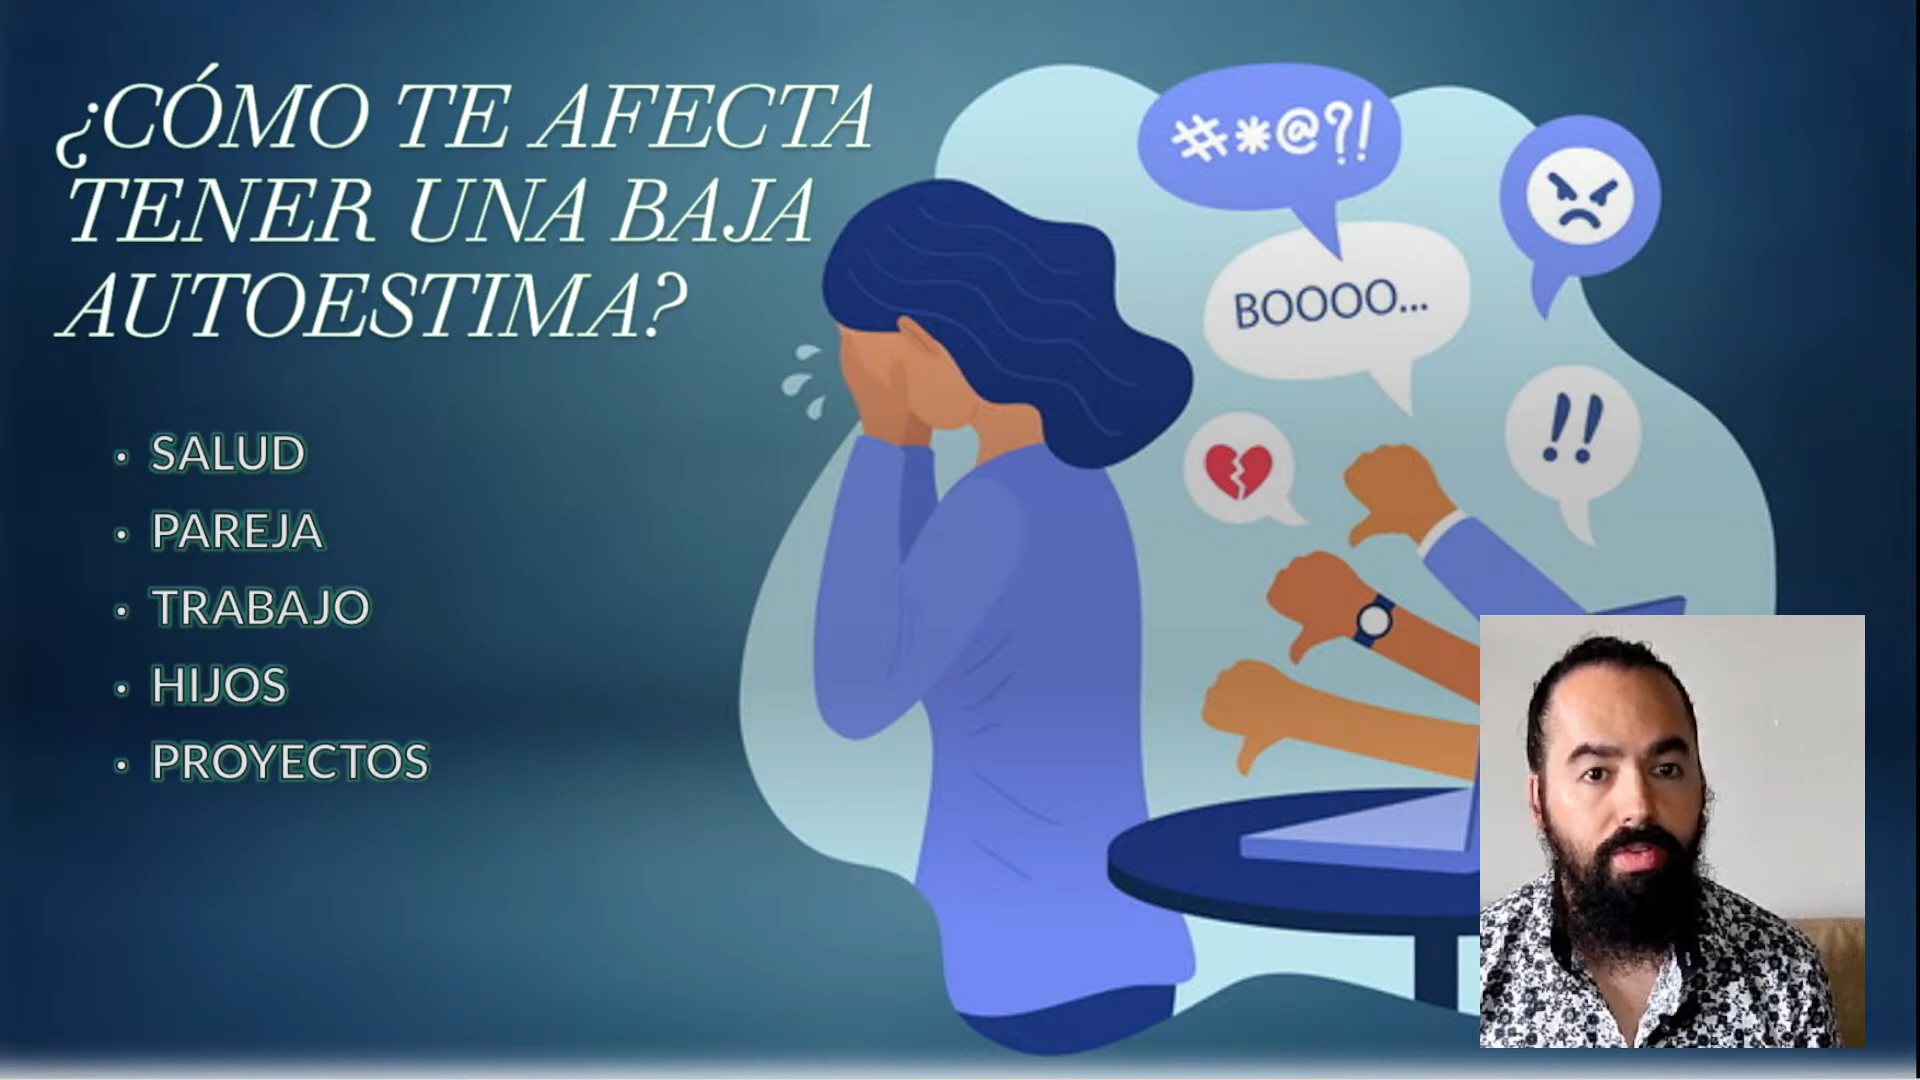 ¿CÓMO TE AFECTA
TENER UNA BAJA
AUTOESTIMA?
• SALUD
• PAREJA
• TRABAJO
• HIJOS
• PROYECTOS
#*@?!
BOOOO...
!!